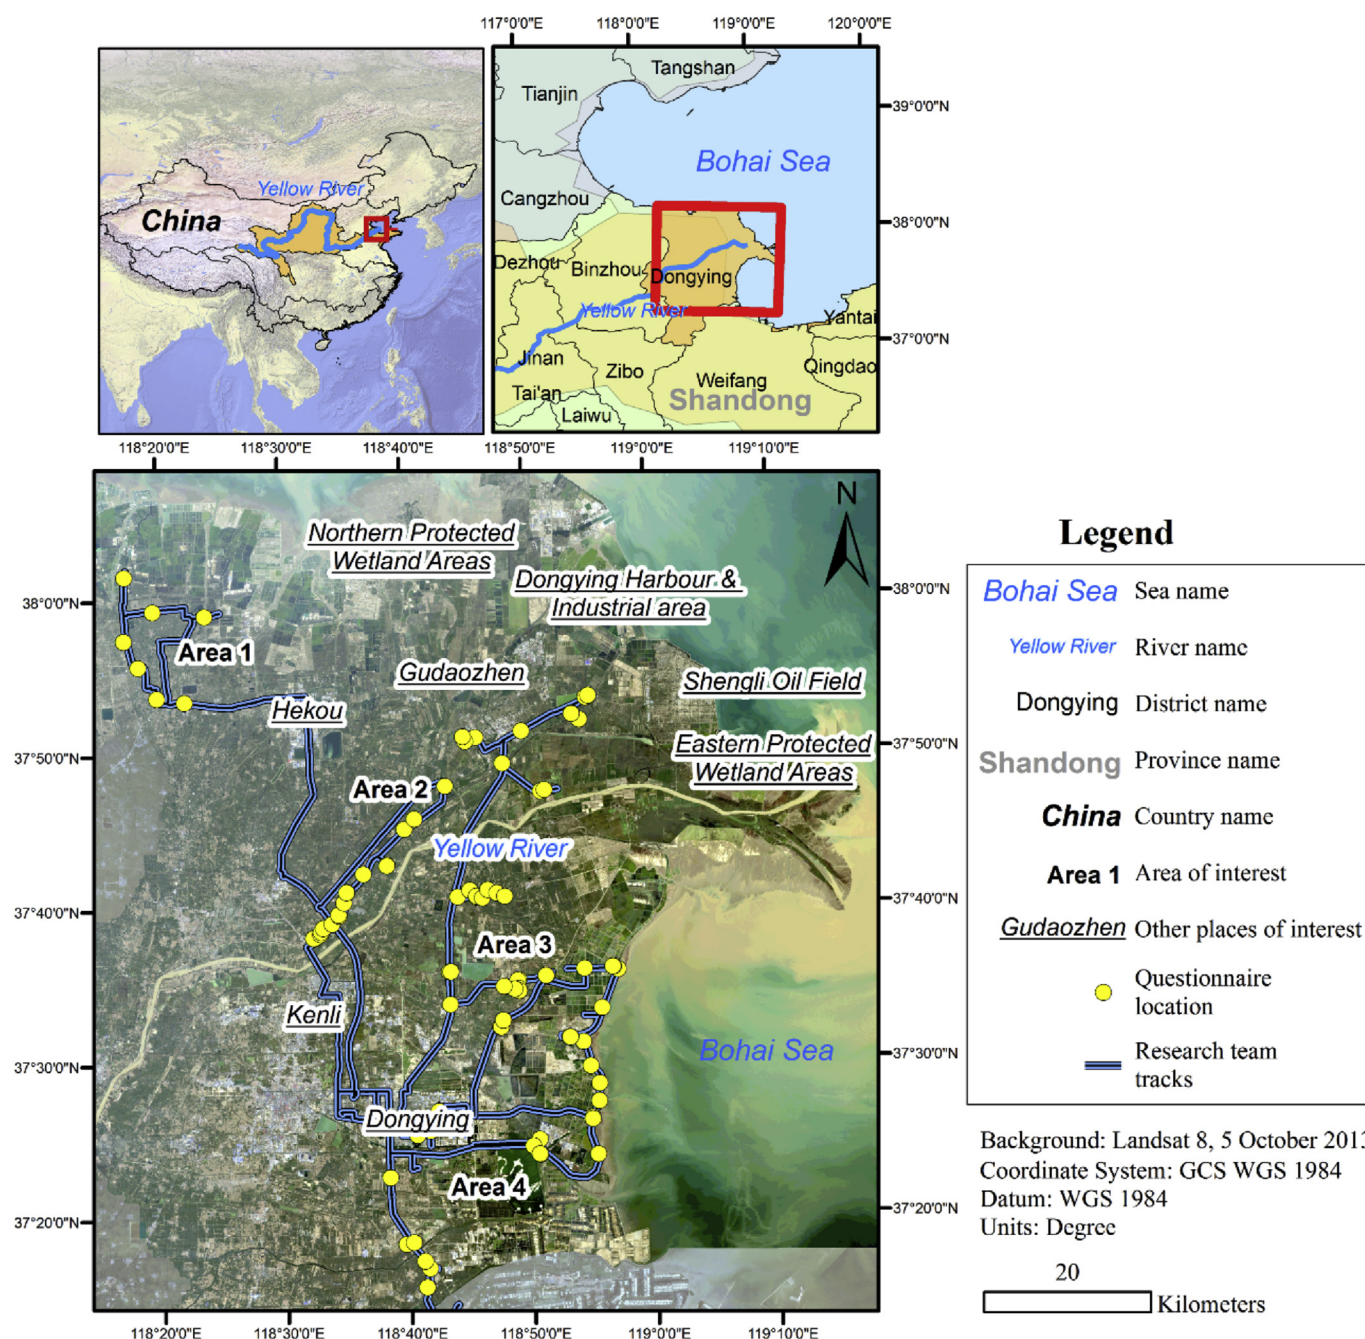 117°0'0"E 118°0'0"E 119°0'0"E 120°0'0"E
Yellow River
China
Tangshan
Tianjin
Bohai Sea
Cangzhou
Dezhou
Binzhou
Dongying
Yellow River
Yantai
Jinan
Zibo
Weifang
Qingdao
Tai'an
Shandong
Laiwu
39°0'0"N
38°0'0"N
37°0'0"N
118°20'0"E 118°30'0"E 118°40'0"E 118°50'0"E 119°0'0"E 119°10'0"E
N
Northern Protected
Wetland Areas
Dongying Harbour &
Industrial area
38°0'0"N
38°0'0"N
Area 1
Gudaozhen
Shengli Oil Field
Hekou
Eastern Protected
Wetland Areas
37°50'0"N
37°50'0"N
Area 2
Yellow River
37°40'0"N
37°40'0"N
Area 3
Kenli
Bohai Sea
37°30'0"N
37°30'0"N
Dongying
Area 4
37°20'0"N
37°20'0"N
118°20'0"E 118°30'0"E 118°40'0"E 118°50'0"E 119°0'0"E 119°10'0"E
Legend
Bohai Sea Sea name
Yellow River River name
Dongying District name
Shandong Province name
China Country name
Area 1 Area of interest
Gudaozhen Other places of interest
Questionnaire
location
Research team
tracks
Background: Landsat 8, 5 October 2013
Coordinate System: GCS WGS 1984
Datum: WGS 1984
Units: Degree
20
Kilometers